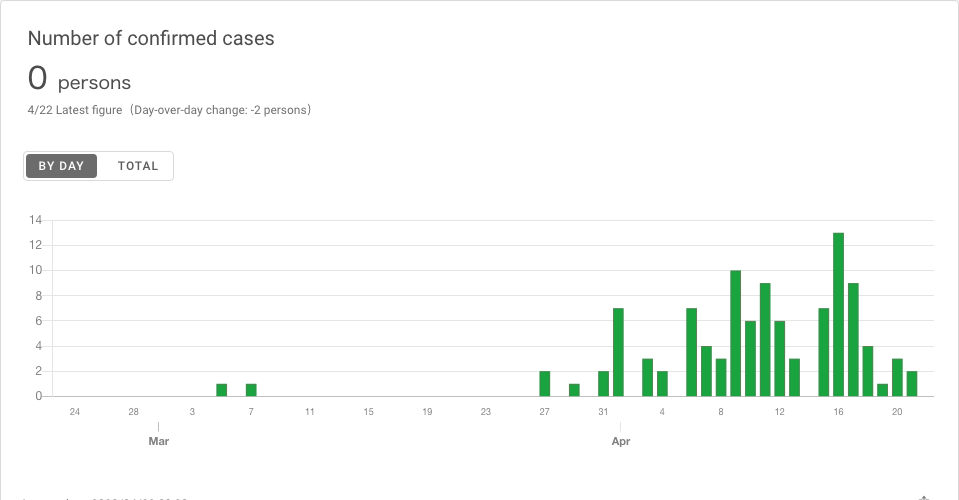 Number of confirmed cases
0 persons
4/22 Latest figure（Day-over-day change: -2 persons）
BY DAY TOTAL
14
12
10
8
6
4
2
0
24 28 3 7 11 15 19 23 27 31 4 8 12 16 20
Mar Apr